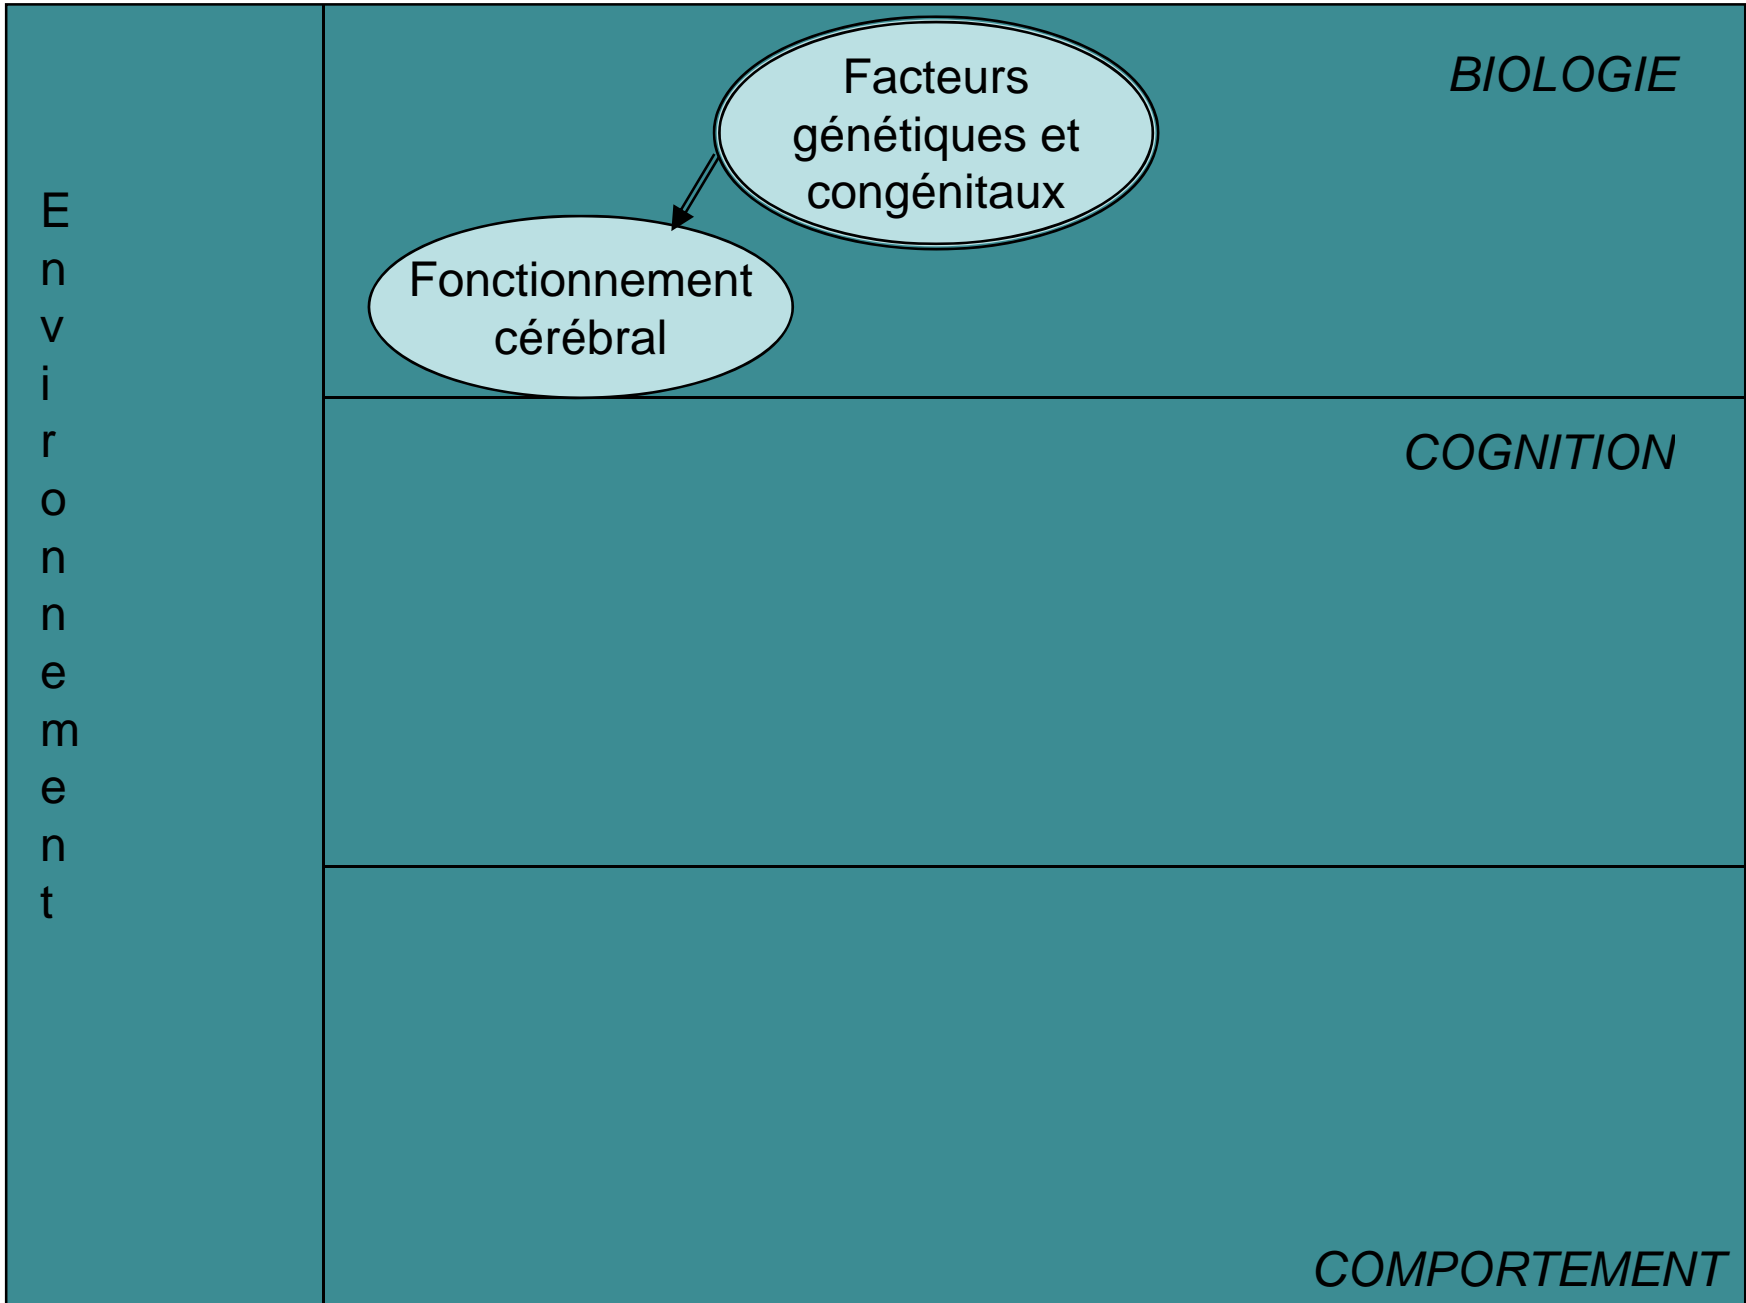 E
n
v
i
r
o
n
n
e
m
e
n
t
Facteurs
génétiques et
congénitaux
BIOLOGIE
Fonctionnement
cérébral
COGNITION
COMPORTEMENT